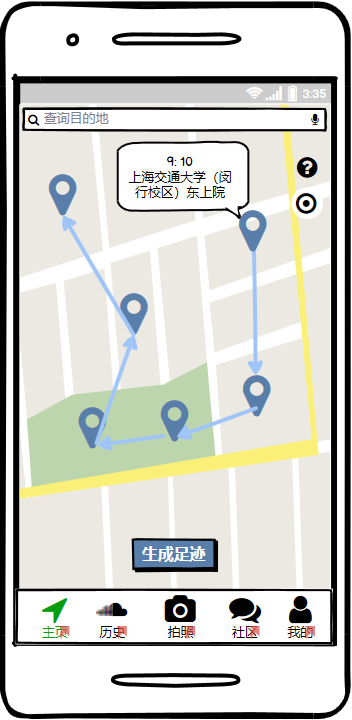 3:35
查询目的地
9:10
上海交通大学（闵
行校区）东上院
?
生成足迹
主页
历史
拍照
社区
我的